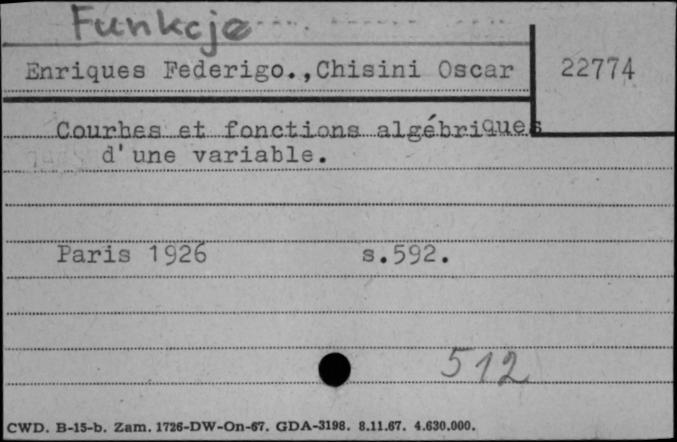 Funkcje
Enriques Federigo.,Chisini Oscar
22774
Courbes et fonctions algébriques
d'une variable.
Paris 1926 s.592.
512
CWD. B-15-b. Zam. 1726-DW-On-67. GDA-3198. 8.11.67. 4.630.000.